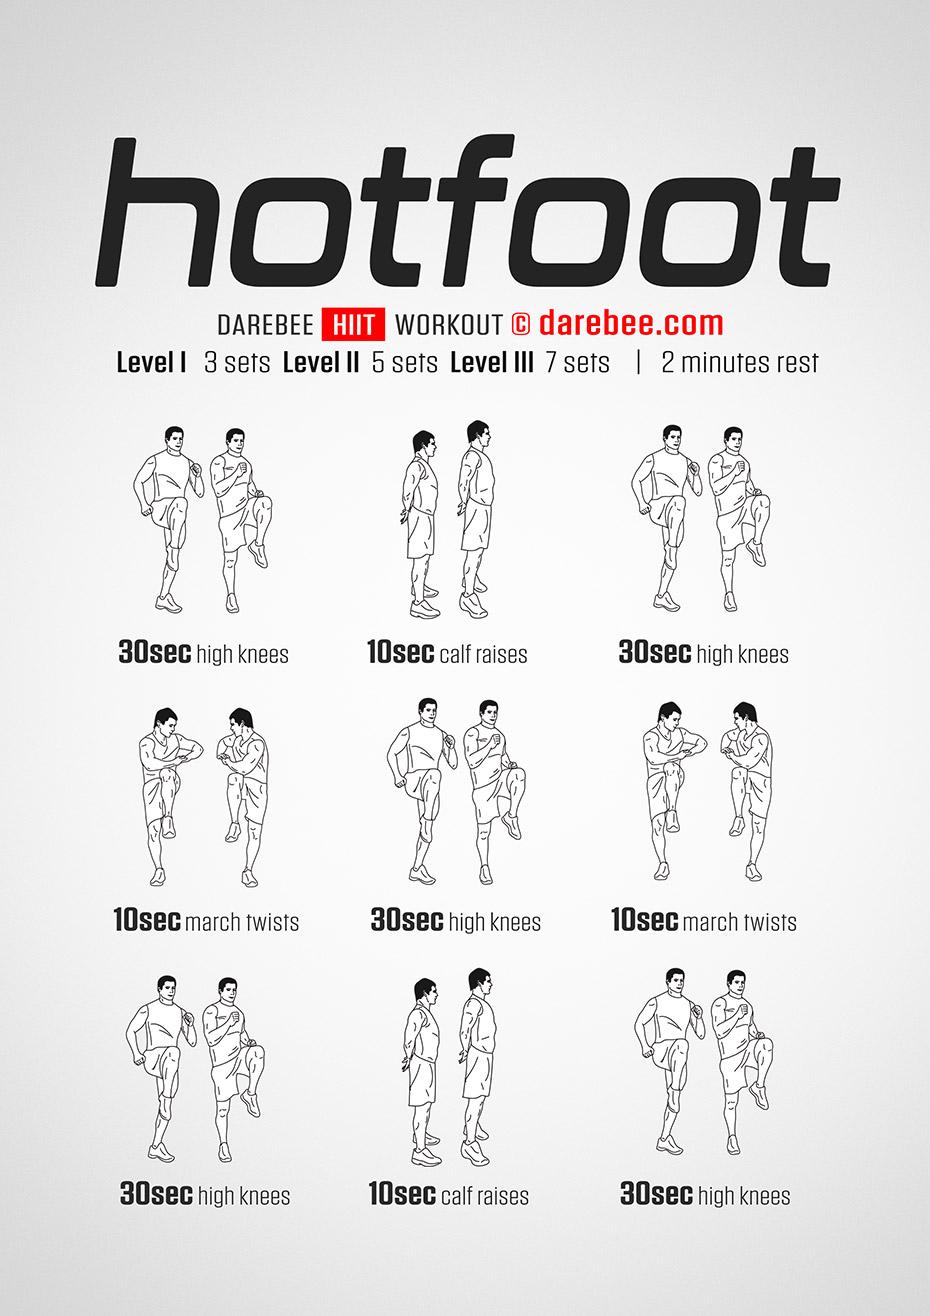 hotfoot
DAREBEE HIIT WORKOUT © darebee.com
Level I 3 sets Level II 5 sets Level III 7 sets | 2 minutes rest
30sec high knees
10sec calf raises
30sec high knees
10sec march twists
30sec high knees
10sec march twists
30sec high knees
10sec calf raises
30sec high knees